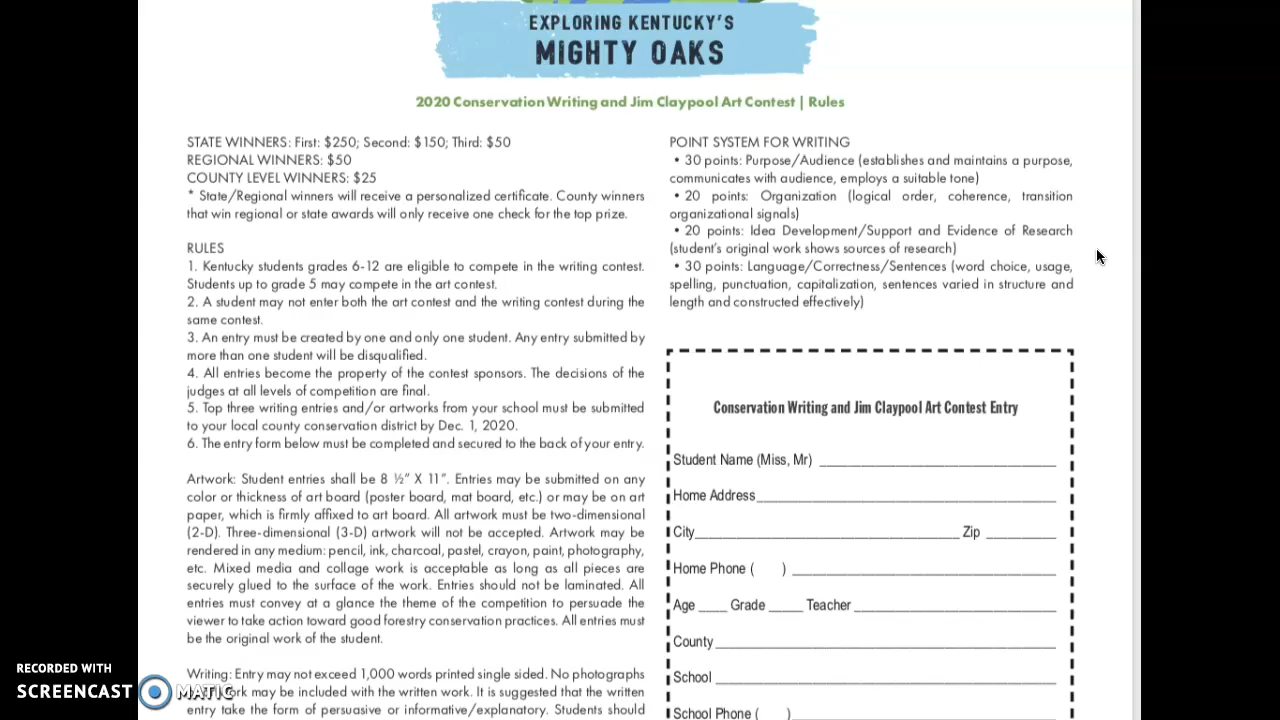 EXPLORING KENTUCKY'S
MIGHTY OAKS
2020 Conservation Writing and Jim Claypool Art Contest | Rules
STATE WINNERS: First: $250; Second: $150; Third: $50
REGIONAL WINNERS: $50
COUNTY LEVEL WINNERS: $25
* State/Regional winners will receive a personalized certificate. County winners
that win regional or state awards will only receive one check for the top prize.
RULES
1. Kentucky students grades 6-12 are eligible to compete in the writing contest.
Students up to grade 5 may compete in the art contest.
2. A student may not enter both the art contest and the writing contest during the
same contest.
3. An entry must be created by one and only one student. Any entry submitted by
more than one student will be disqualified.
4. All entries become the property of the contest sponsors. The decisions of the
judges at all levels of competition are final.
5. Top three writing entries and/or artworks from your school must be submitted
to your local county conservation district by Dec. 1, 2020.
6. The entry form below must be completed and secured to the back of your entry.
Artwork: Student entries shall be 8 ½" X 11". Entries may be submitted on any
color or thickness of art board (poster board, mat board, etc.) or may be on art
paper, which is firmly affixed to art board. All artwork must be two-dimensional
(2-D). Three-dimensional (3-D) artwork will not be accepted. Artwork may be
rendered in any medium: pencil, ink, charcoal, pastel, crayon, paint, photography,
etc. Mixed media and collage work is acceptable as long as all pieces are
securely glued to the surface of the work. Entries should not be laminated. All
entries must convey at a glance the theme of the competition to persuade the
viewer to take action toward good forestry conservation practices. All entries must
be the original work of the student.
Writing: Entry may not exceed 1,000 words printed single sided. No photographs
may be included with the written work. It is suggested that the written
entry take the form of persuasive or informative/explanatory. Students should
POINT SYSTEM FOR WRITING
• 30 points: Purpose/Audience (establishes and maintains a purpose,
communicates with audience, employs a suitable tone)
• 20 points: Organization (logical order, coherence, transition
organizational signals)
• 20 points: Idea Development/Support and Evidence of Research
(student's original work shows sources of research)
• 30 points: Language/Correctness/Sentences (word choice, usage,
spelling, punctuation, capitalization, sentences varied in structure and
length and constructed effectively)
Conservation Writing and Jim Claypool Art Contest Entry
Student Name (Miss, Mr)
Home Address
City Zip
Home Phone ( )
Age Grade Teacher
County
School
School Phone ( )
RECORDED WITH
SCREENCAST MATIC